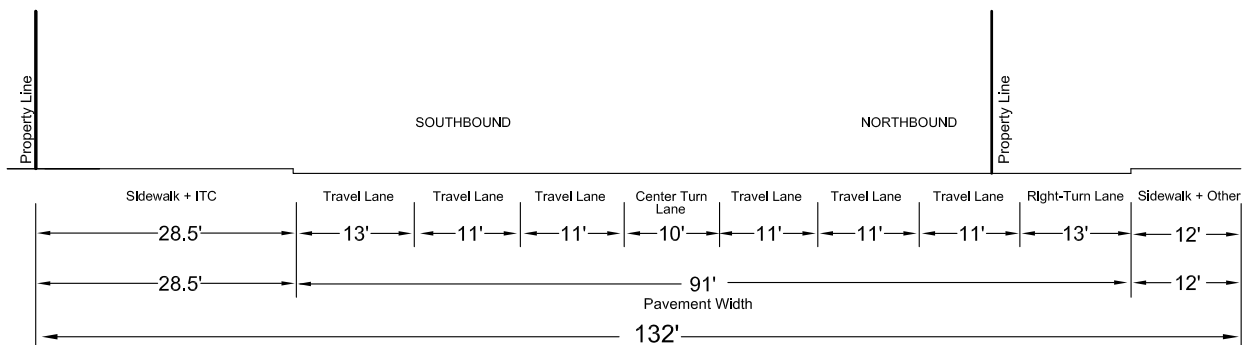 Property Line
SOUTHBOUND
NORTHBOUND
Property Line
Sidewalk + ITC
Travel Lane
Travel Lane
Travel Lane
Center Turn
Lane
Travel Lane
Travel Lane
Travel Lane
Right-Turn Lane
Sidewalk + Other
28.5'
13'
11'
11'
10'
11'
11'
11'
13'
12'
28.5'
91'
12'
Pavement Width
132'